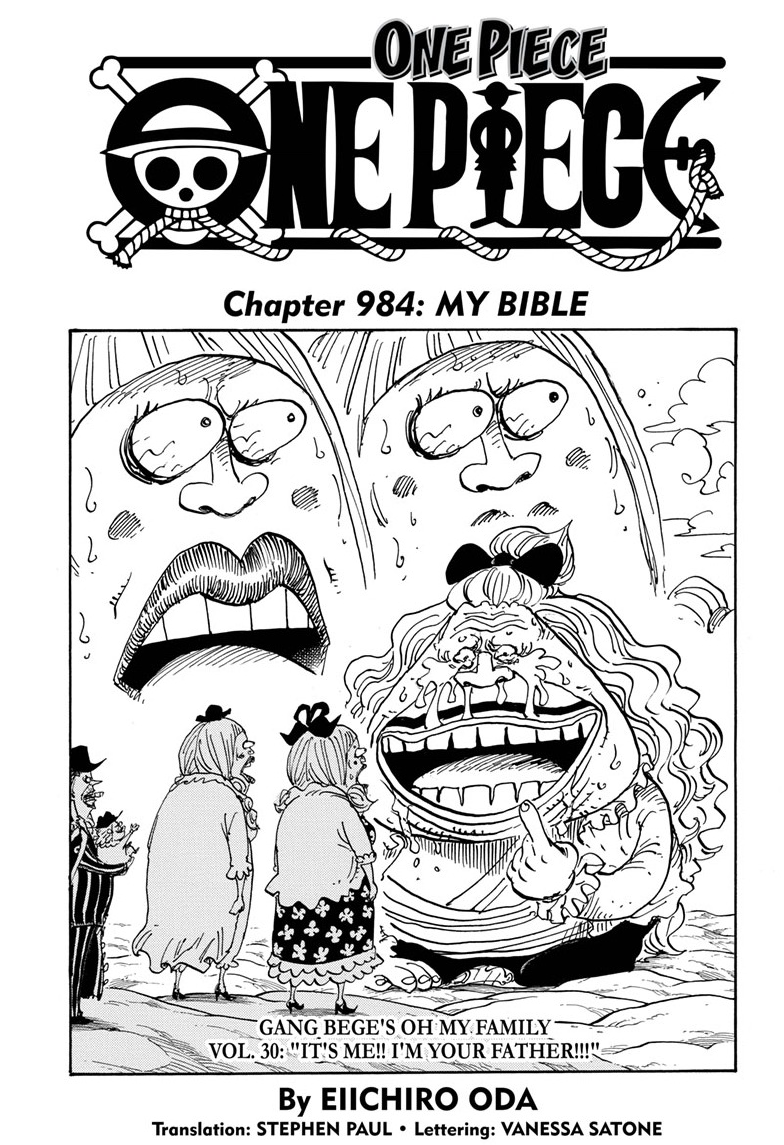 ONE PIECE
ONE PIECE
Chapter 984: MY BIBLE
GANG BEGE'S OH MY FAMILY
VOL. 30: "IT'S ME!! I'M YOUR FATHER!!!"
By EIICHIRO ODA
Translation: STEPHEN PAUL • Lettering: VANESSA SATONE